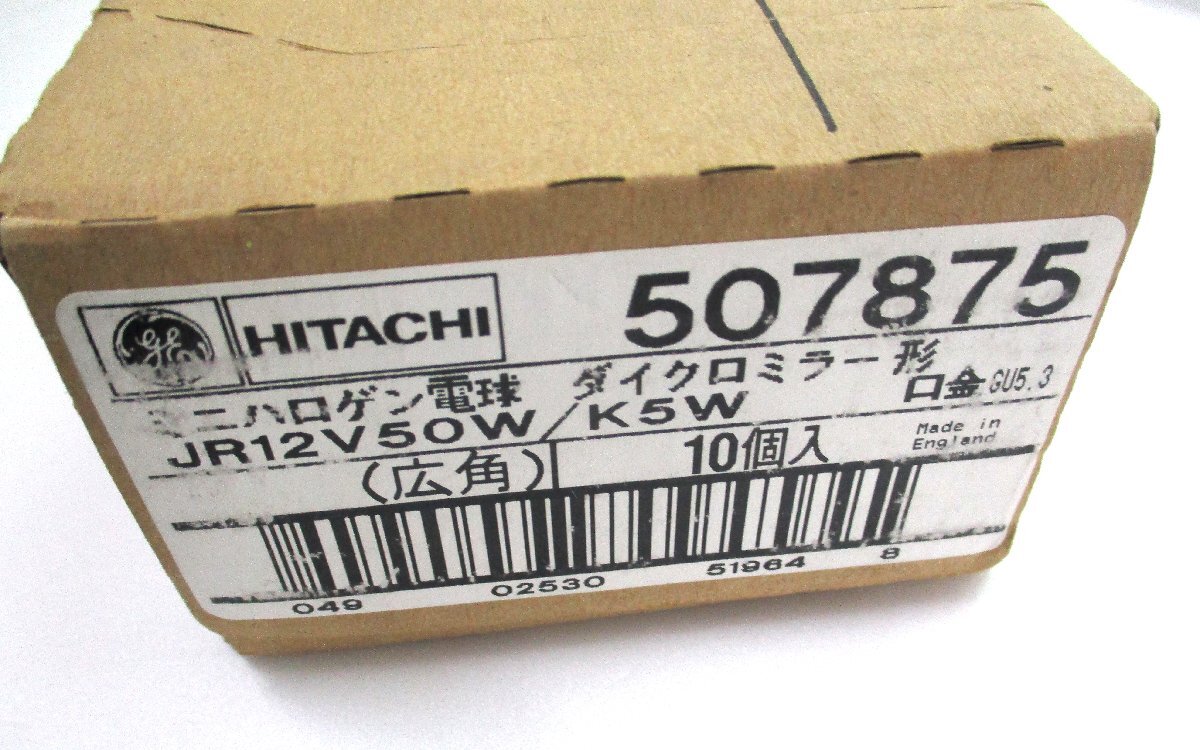 GE HITACHI 507875
ミニハロゲン電球 ダイクロミラー形
JR12V50W/K5W 口金 GU5.3
(広角) 10個入 Made in
England
049 02530 51964 8